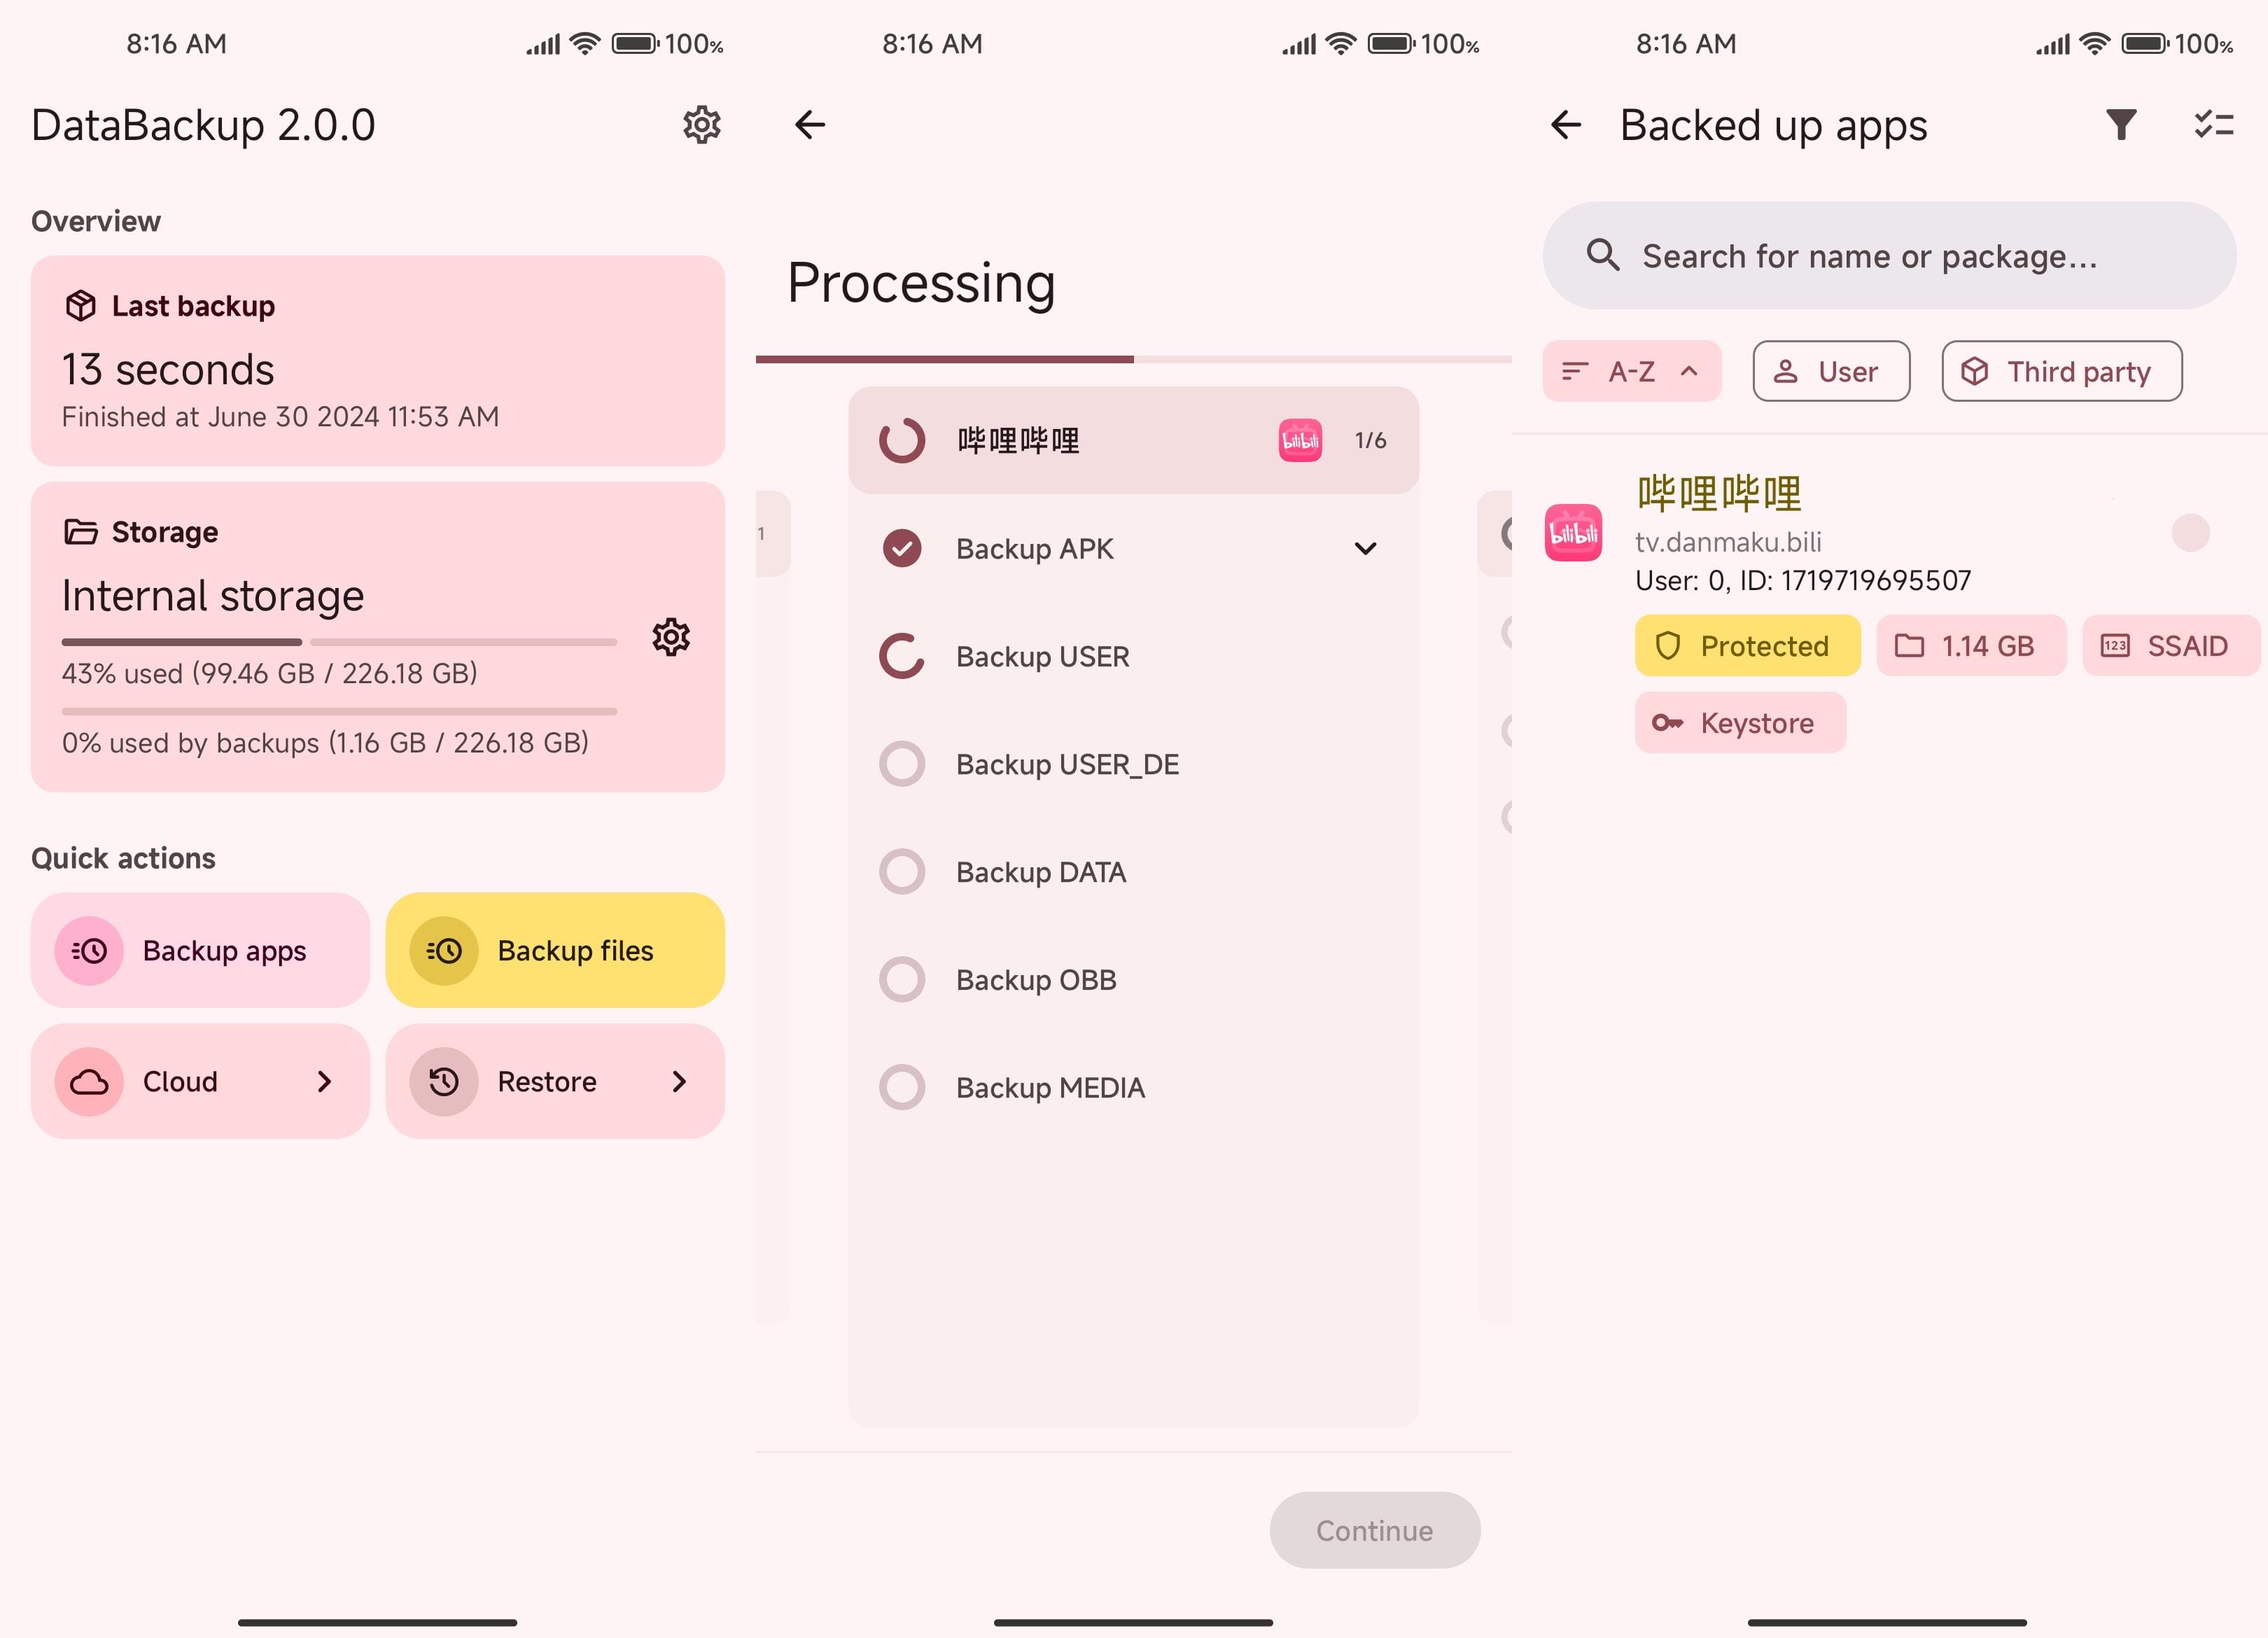 8:16 AM
100%
DataBackup 2.0.0
Overview
Last backup
13 seconds
Finished at June 30 2024 11:53 AM
Storage
Internal storage
43% used (99.46 GB / 226.18 GB)
0% used by backups (1.16 GB / 226.18 GB)
Quick actions
Backup apps
Backup files
Cloud
Restore
8:16 AM
100%
Processing
哔哩哔哩
bilibili
1/6
1
Backup APK
Backup USER
Backup USER_DE
Backup DATA
Backup OBB
Backup MEDIA
Continue
8:16 AM
100%
Backed up apps
Search for name or package...
A-Z
User
Third party
哔哩哔哩
bilibili
tv.danmaku.bili
User: 0, ID: 1719719695507
Protected
1.14 GB
123
SSAID
Keystore